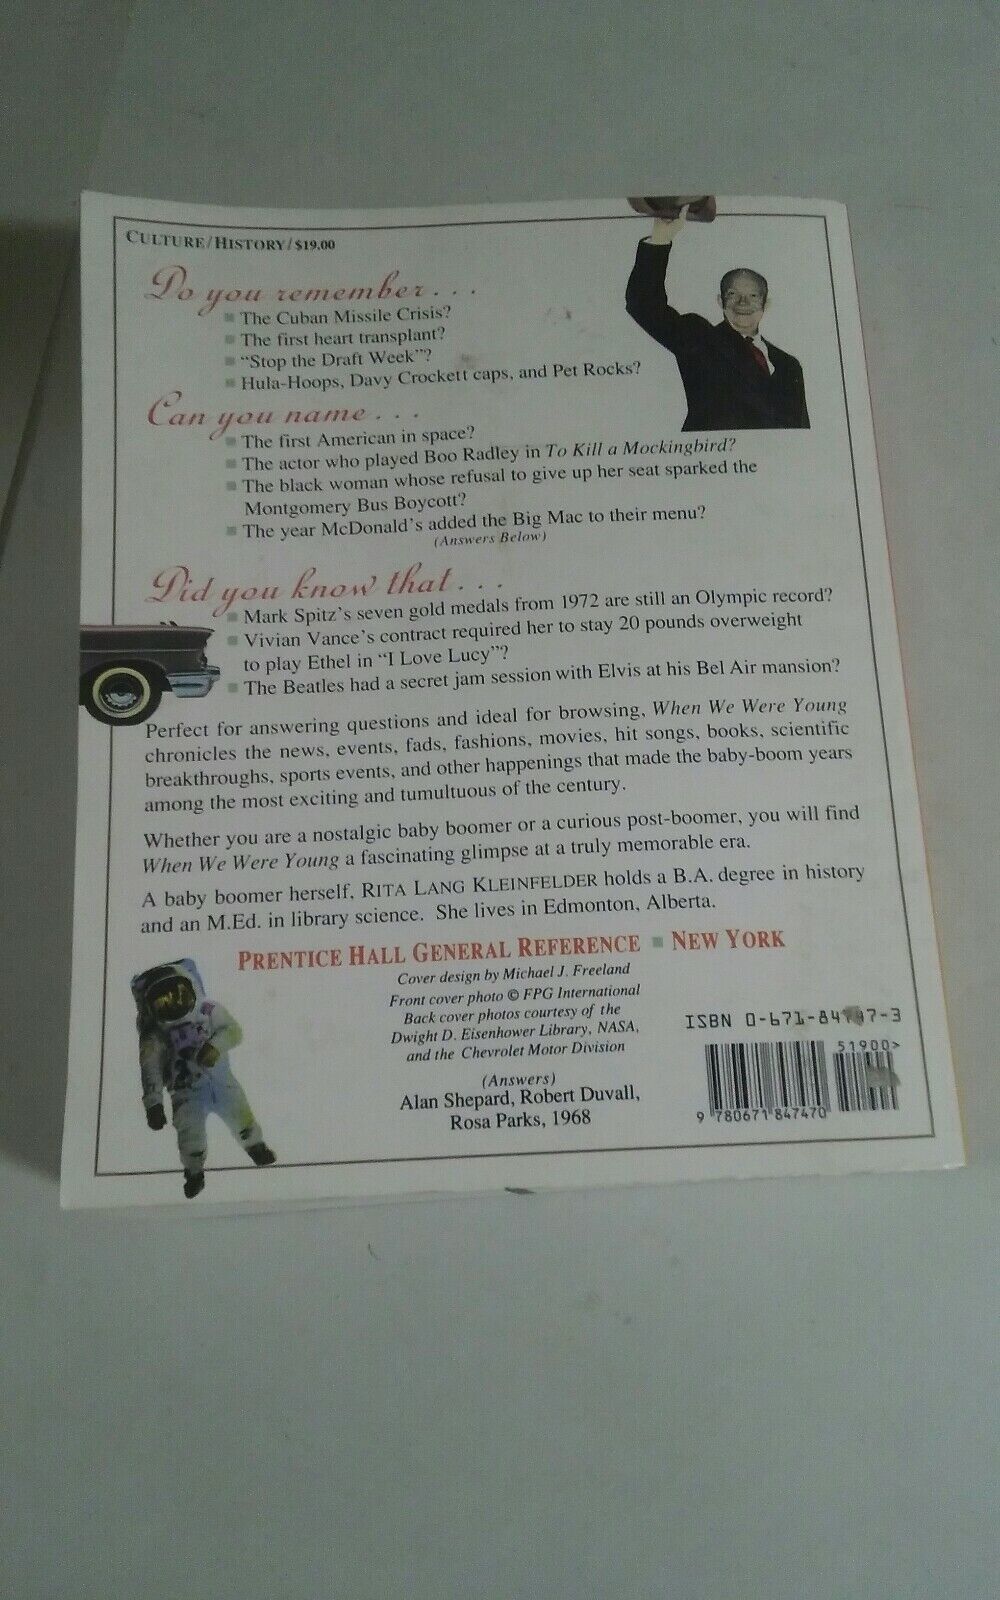 CULTURE/HISTORY/$19.00
Do you remember . . .
The Cuban Missile Crisis?
The first heart transplant?
"Stop the Draft Week"?
Hula-Hoops, Davy Crockett caps, and Pet Rocks?
Can you name . . .
The first American in space?
The actor who played Boo Radley in To Kill a Mockingbird?
The black woman whose refusal to give up her seat sparked the
Montgomery Bus Boycott?
The year McDonald's added the Big Mac to their menu?
(Answers Below)
Did you know that . . .
Mark Spitz's seven gold medals from 1972 are still an Olympic record?
Vivian Vance's contract required her to stay 20 pounds overweight
to play Ethel in "I Love Lucy"?
The Beatles had a secret jam session with Elvis at his Bel Air mansion?
Perfect for answering questions and ideal for browsing, When We Were Young
chronicles the news, events, fads, fashions, movies, hit songs, books, scientific
breakthroughs, sports events, and other happenings that made the baby-boom years
among the most exciting and tumultuous of the century.
Whether you are a nostalgic baby boomer or a curious post-boomer, you will find
When We Were Young a fascinating glimpse at a truly memorable era.
A baby boomer herself, RITA LANG KLEINFELDER holds a B.A. degree in history
and an M.Ed. in library science. She lives in Edmonton, Alberta.
PRENTICE HALL GENERAL REFERENCE ■ NEW YORK
Cover design by Michael J. Freeland
Front cover photo © FPG International
Back cover photos courtesy of the
Dwight D. Eisenhower Library, NASA,
and the Chevrolet Motor Division
(Answers)
Alan Shepard, Robert Duvall,
Rosa Parks, 1968
ISBN
51900>
9 780671 847470